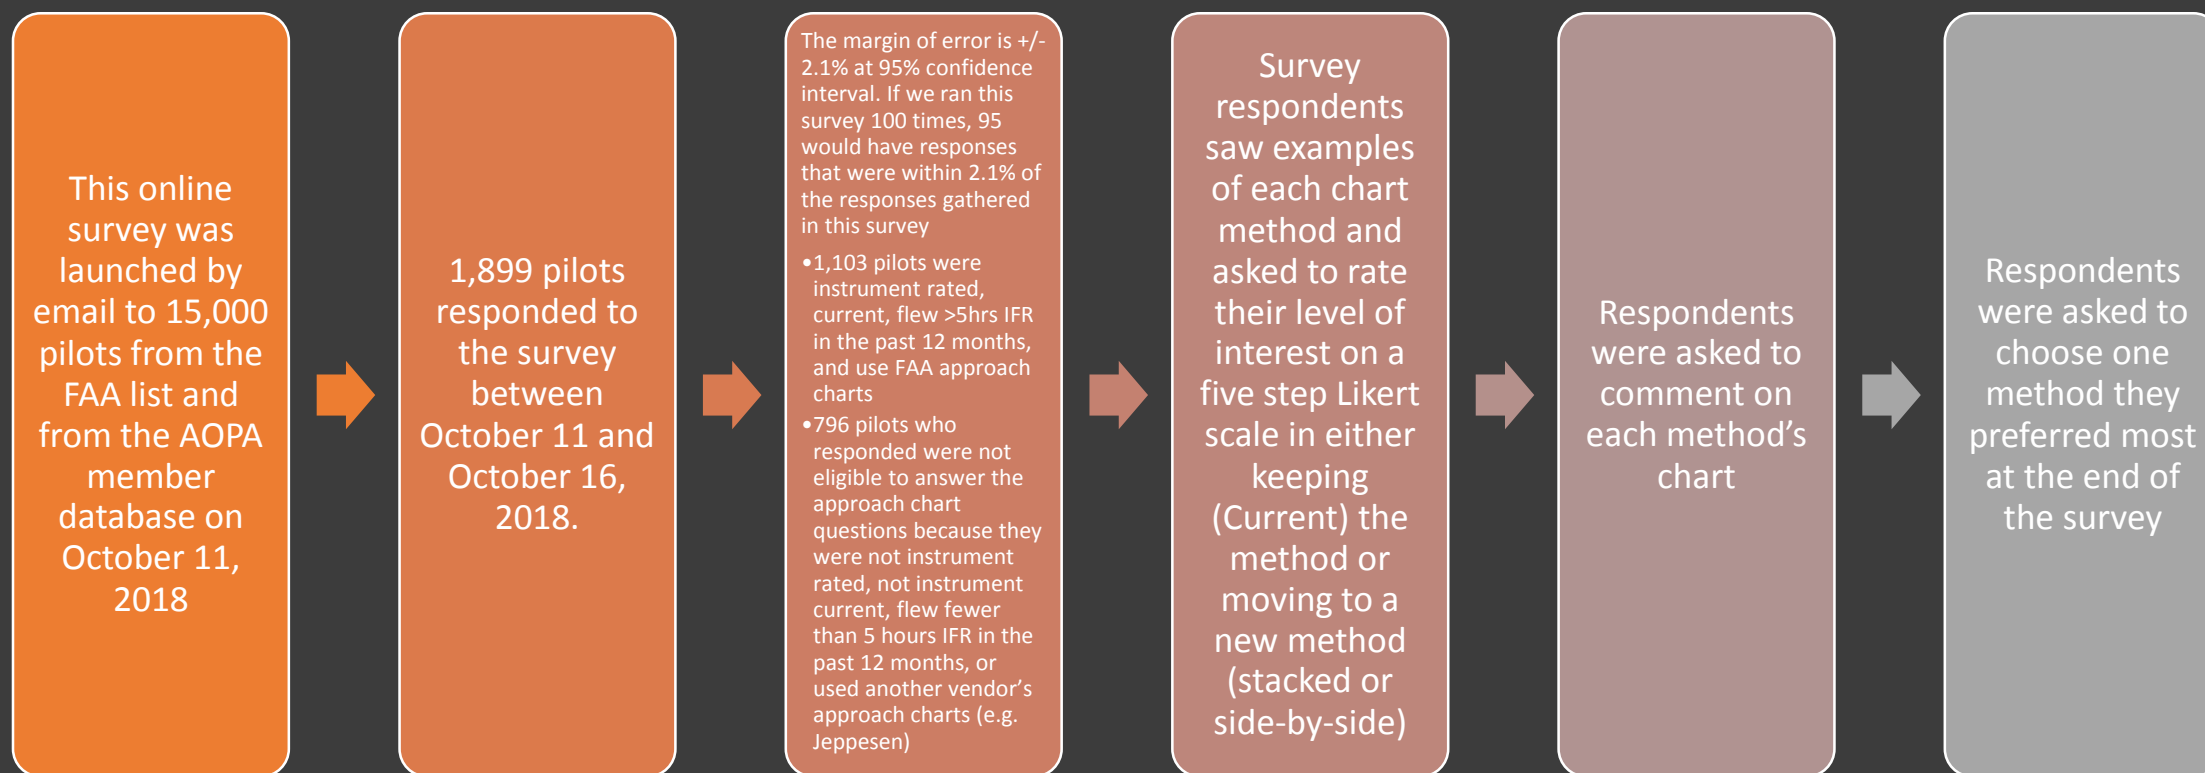 This online
survey was
launched by
email to 15,000
pilots from the
FAA list and
from the AOPA
member
database on
October 11,
2018
1,899 pilots
responded to
the survey
between
October 11 and
October 16,
2018.
The margin of error is +/-
2.1% at 95% confidence
interval. If we ran this
survey 100 times, 95
would have responses
that were within 2.1% of
the responses gathered
in this survey
•1,103 pilots were
instrument rated,
current, flew >5hrs IFR
in the past 12 months,
and use FAA approach
charts
•796 pilots who
responded were not
eligible to answer the
approach chart
questions because they
were not instrument
rated, not instrument
current, flew fewer
than 5 hours IFR in the
past 12 months, or
used another vendor’s
approach charts (e.g.
Jeppesen)
Survey
respondents
saw examples
of each chart
method and
asked to rate
their level of
interest on a
five step Likert
scale in either
keeping
(Current) the
method or
moving to a
new method
(stacked or
side-by-side)
Respondents
were asked to
comment on
each method’s
chart
Respondents
were asked to
choose one
method they
preferred most
at the end of
the survey